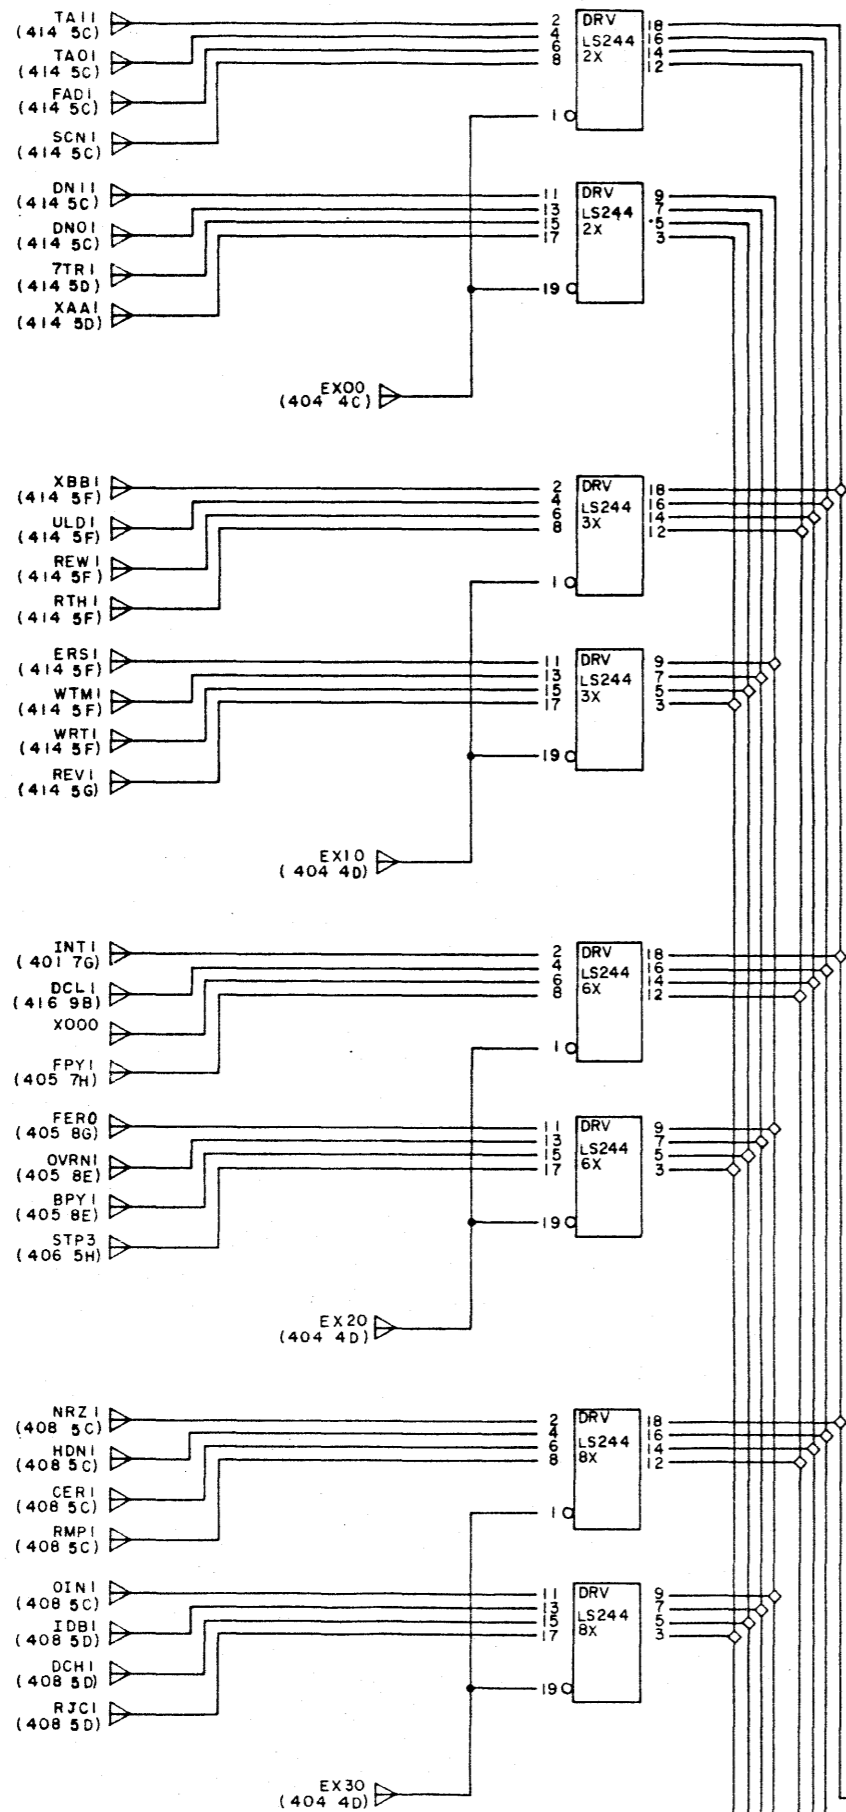 TAI1
(414 5C)
TAO1
(414 5C)
FAD1
(414 5C)
SCN1
(414 5C)
2
4
6
8
1
DRV
LS244
2X
18
16
14
12
DNI1
(414 5C)
DNO1
(414 5C)
7TR1
(414 5D)
XAA1
(414 5D)
11
13
15
17
19
DRV
LS244
2X
9
7
5
3
EX00
(404 4C)
XBB1
(414 5F)
ULD1
(414 5F)
REW1
(414 5F)
RTH1
(414 5F)
2
4
6
8
1
DRV
LS244
3X
18
16
14
12
ERS1
(414 5F)
WTM1
(414 5F)
WRT1
(414 5F)
REV1
(414 5G)
11
13
15
17
19
DRV
LS244
3X
9
7
5
3
EX10
(404 4D)
INT1
(401 7G)
DCL1
(416 9B)
X000
FPY1
(405 7H)
2
4
6
8
1
DRV
LS244
6X
18
16
14
12
FER0
(405 8G)
OVRN1
(405 8E)
BPY1
(405 8E)
STP3
(406 5H)
11
13
15
17
19
DRV
LS244
6X
9
7
5
3
EX20
(404 4D)
NRZ1
(408 5C)
HDN1
(408 5C)
CER1
(408 5C)
RMP1
(408 5C)
2
4
6
8
1
DRV
LS244
8X
18
16
14
12
OIN1
(408 5C)
IDB1
(408 5D)
DCH1
(408 5D)
RJC1
(408 5D)
11
13
15
17
19
DRV
LS244
8X
9
7
5
3
EX30
(404 4D)